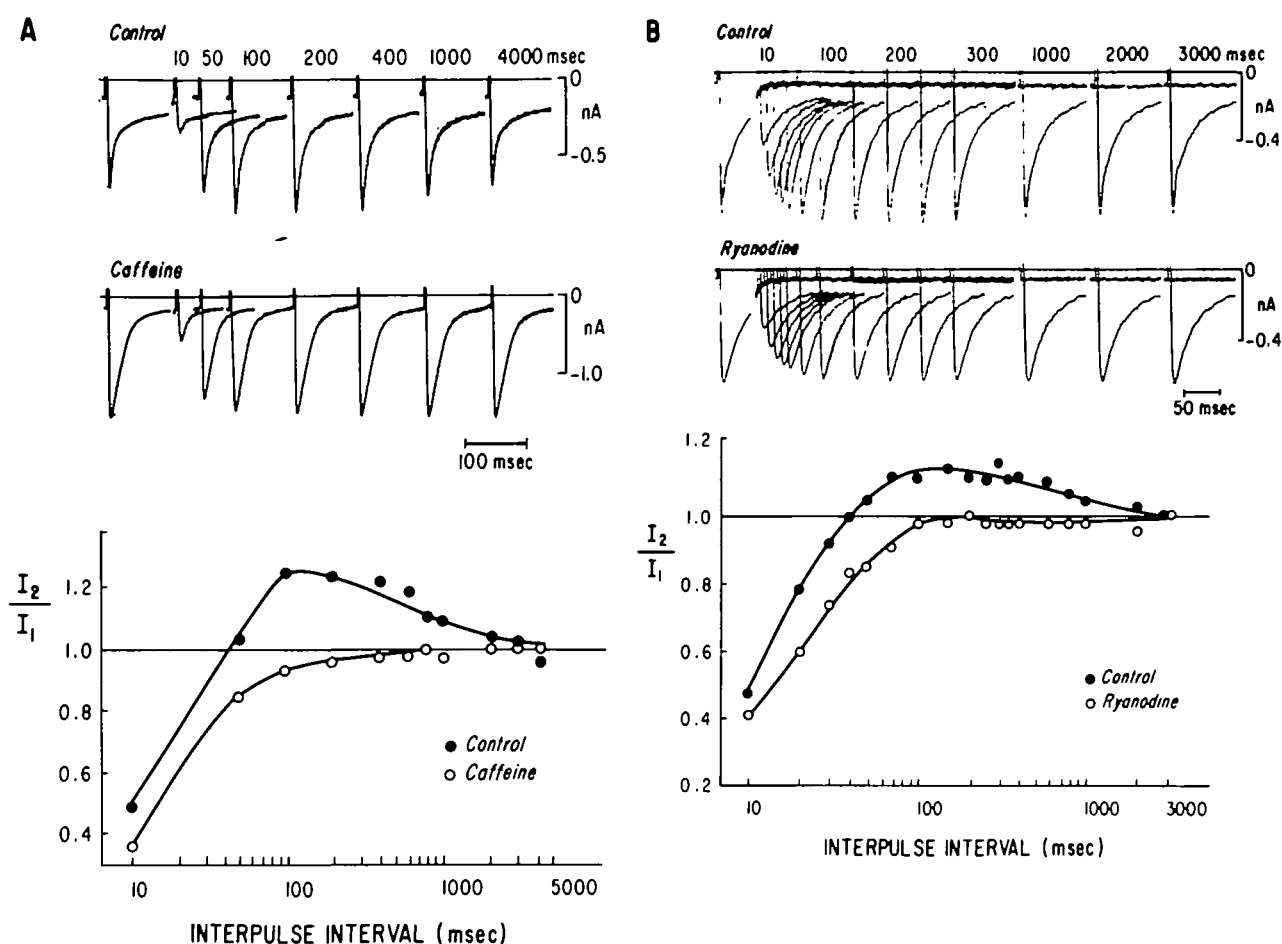 A
Control
10 50 100 200 400 1000 4000 msec
0
nA
-0.5
Caffeine
0
nA
-1.0
100 msec
I2
I1
1.2
1.0
0.8
0.6
0.4
Control
Caffeine
10 100 1000 5000
INTERPULSE INTERVAL (msec)
B
Control
10 100 200 300 1000 2000 3000 msec
0
nA
-0.4
Ryanodine
0
nA
-0.4
50 msec
I2
I1
1.2
1.0
0.8
0.6
0.4
0.2
Control
Ryanodine
10 100 1000 3000
INTERPULSE INTERVAL (msec)